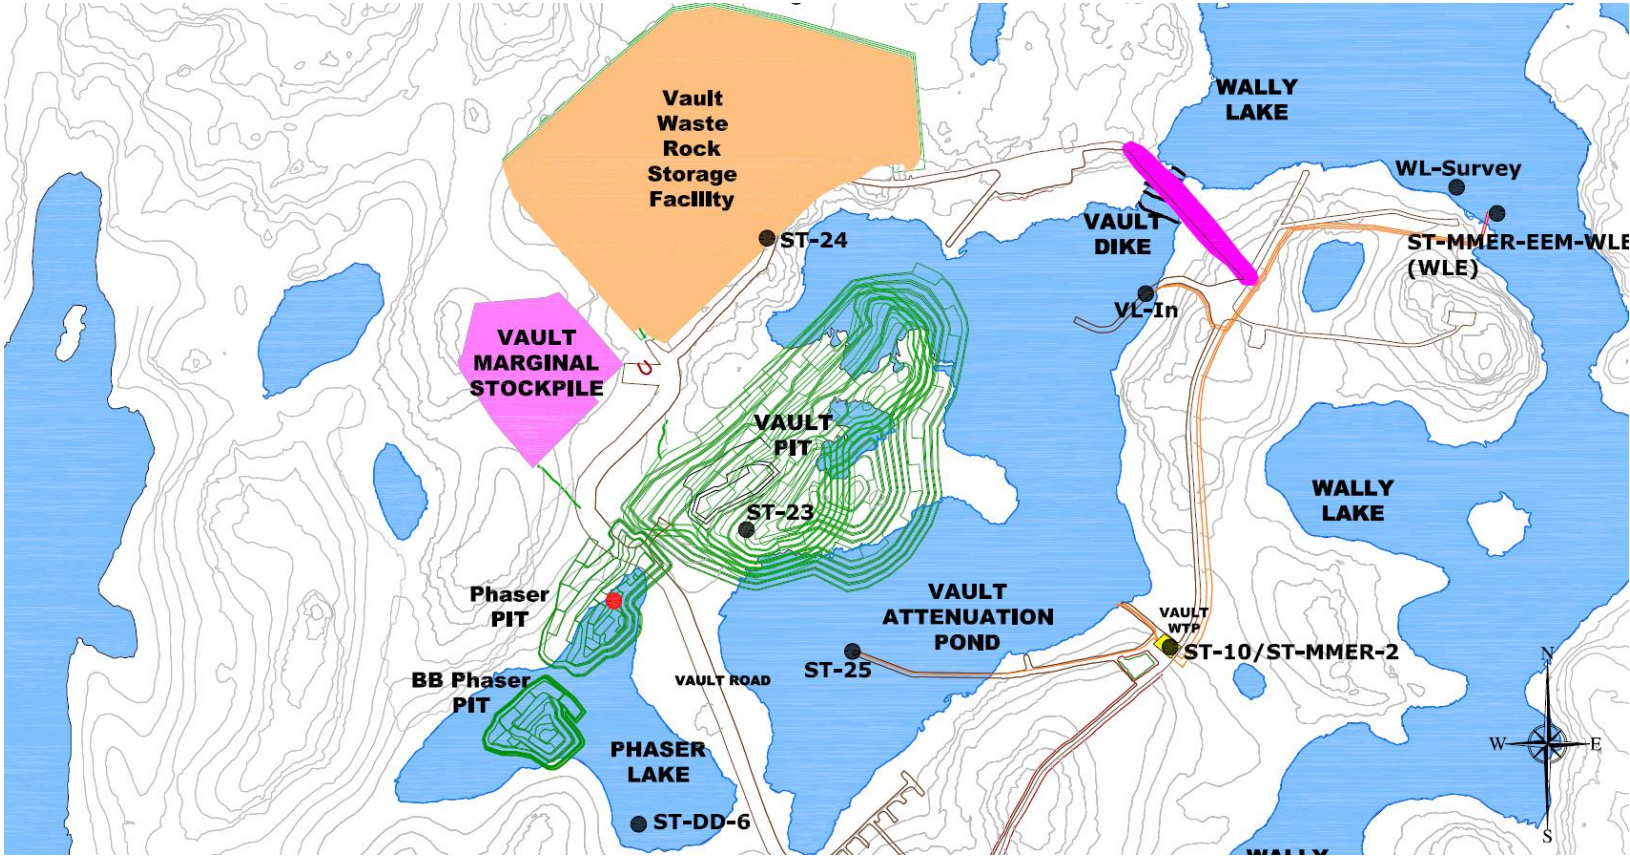 Vault
Waste
Rock
Storage
Facility
WALLY
LAKE
WL-Survey
ST-MMER-EEM-WLE
(WLE)
VAULT
DIKE
VL-In
ST-24
VAULT
MARGINAL
STOCKPILE
VAULT
PIT
ST-23
WALLY
LAKE
Phaser
PIT
VAULT
ATTENUATION
POND
VAULT
WTP
ST-10/ST-MMER-2
ST-25
BB Phaser
PIT
VAULT ROAD
PHASER
LAKE
ST-DD-6
N
W
E
S
WALLY